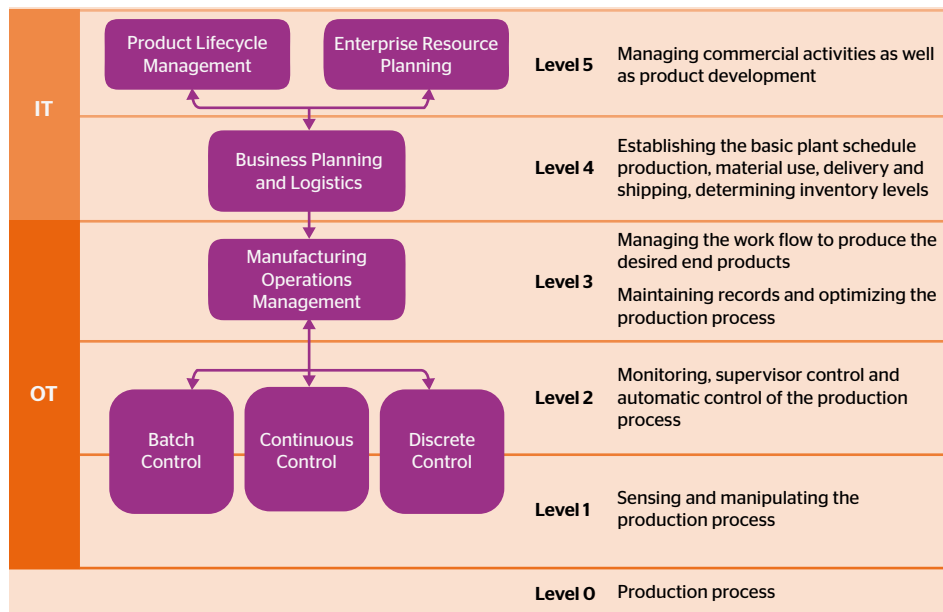 IT
Product Lifecycle
Management
Enterprise Resource
Planning
Level 5
Managing commercial activities as well
as product development
Business Planning
and Logistics
Level 4
Establishing the basic plant schedule
production, material use, delivery and
shipping, determining inventory levels
OT
Manufacturing
Operations
Management
Level 3
Managing the work flow to produce the
desired end products
Maintaining records and optimizing the
production process
Batch
Control
Continuous
Control
Discrete
Control
Level 2
Monitoring, supervisor control and
automatic control of the production
process
Level 1
Sensing and manipulating the
production process
Level 0
Production process